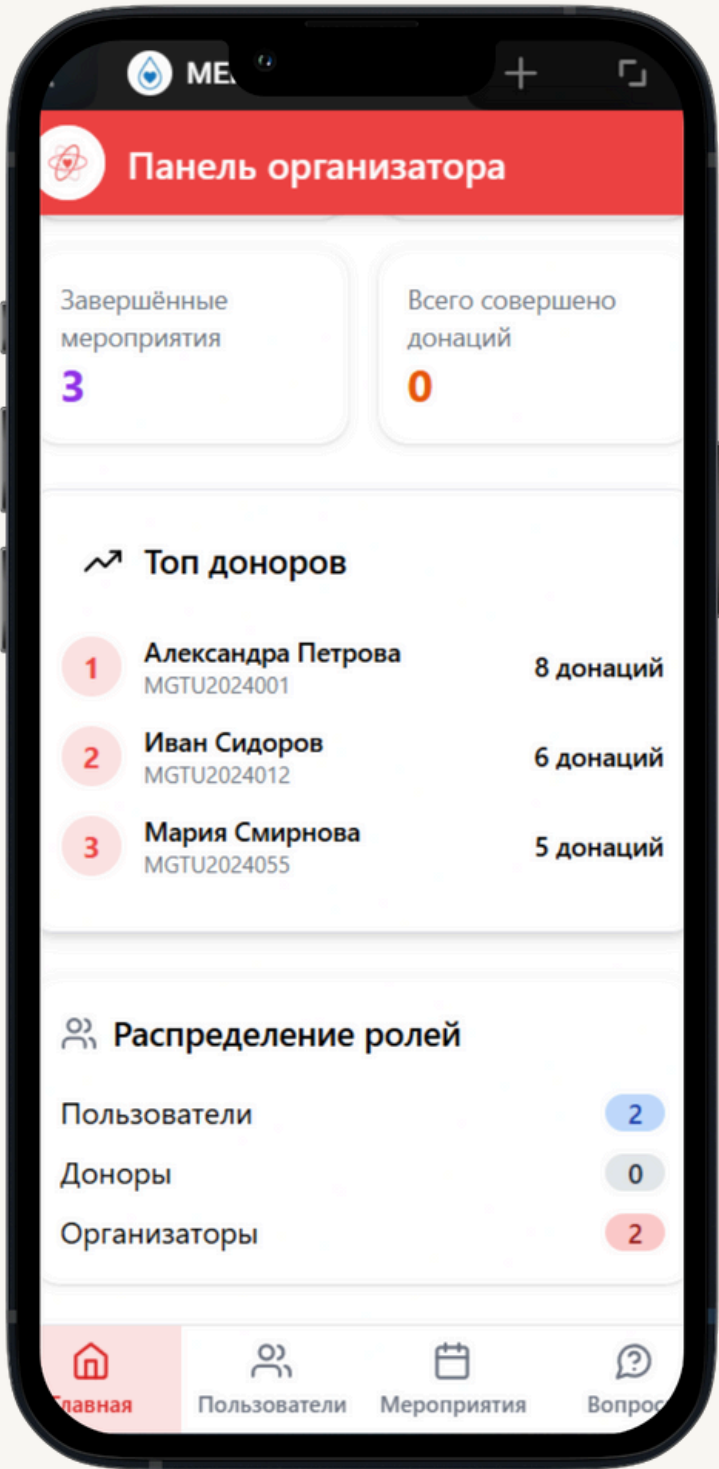 Панель организатора
Завершённые
мероприятия
3
Всего совершено
донаций
0
Топ доноров
1
Александра Петрова
MGTU2024001
8 донаций
2
Иван Сидоров
MGTU2024012
6 донаций
3
Мария Смирнова
MGTU2024055
5 донаций
Распределение ролей
Пользователи 2
Доноры 0
Организаторы 2
Главная
Пользователи
Мероприятия